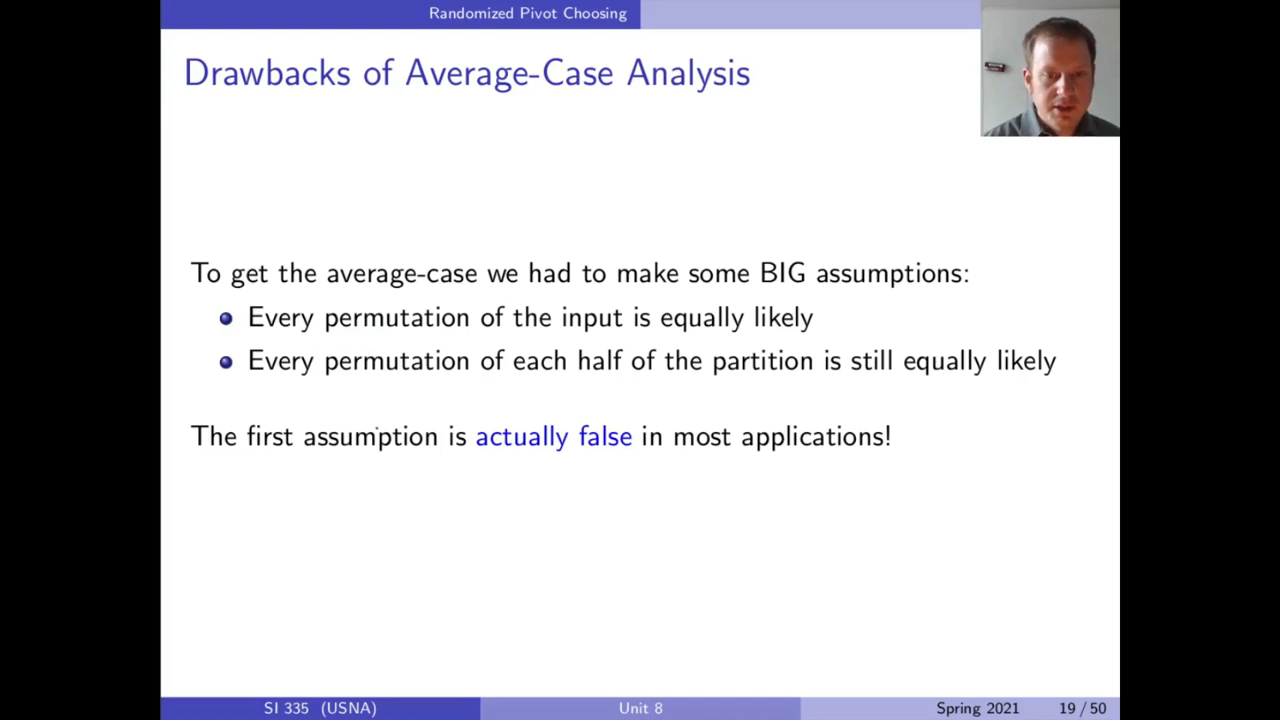 Randomized Pivot Choosing
Drawbacks of Average-Case Analysis
To get the average-case we had to make some BIG assumptions:
Every permutation of the input is equally likely
Every permutation of each half of the partition is still equally likely
The first assumption is actually false in most applications!
SI 335 (USNA) Unit 8 Spring 2021 19 / 50